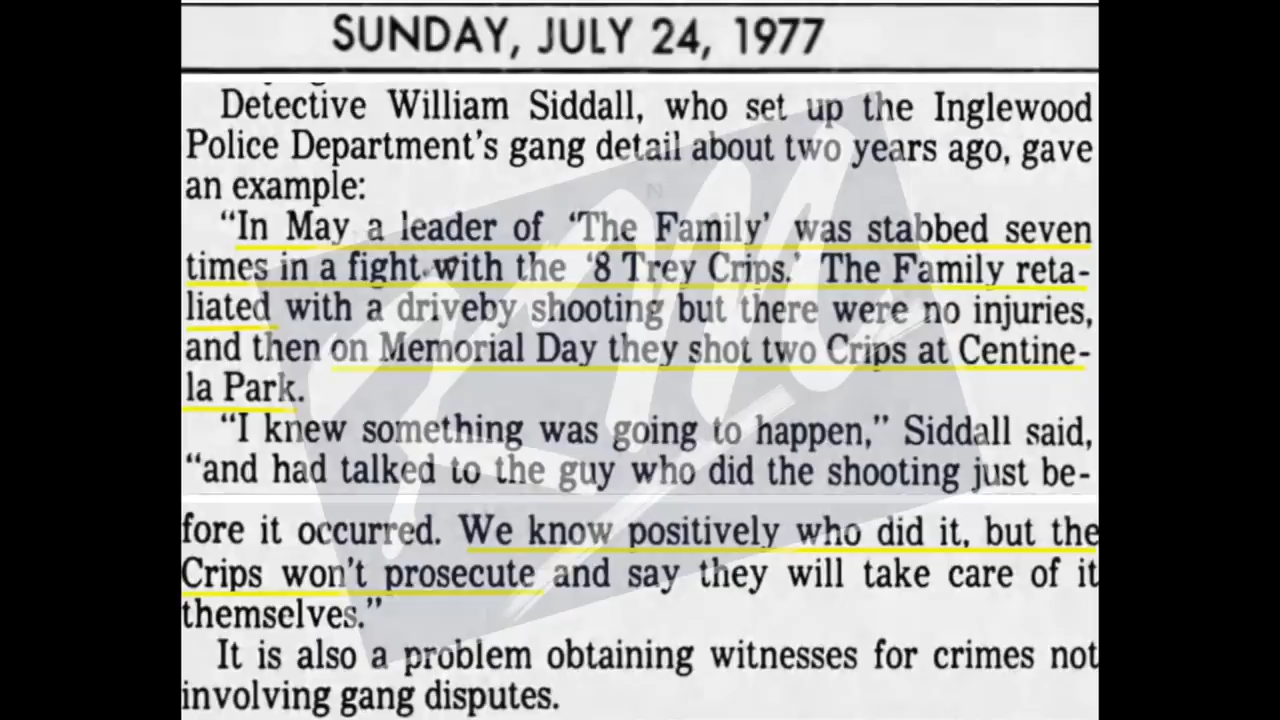 SUNDAY, JULY 24, 1977
Detective William Siddall, who set up the Inglewood
Police Department's gang detail about two years ago, gave
an example:
"In May a leader of 'The Family' was stabbed seven
times in a fight with the '8 Trey Crips.' The Family reta-
liated with a driveby shooting but there were no injuries,
and then on Memorial Day they shot two Crips at Centine-
la Park.
"I knew something was going to happen," Siddall said,
"and had talked to the guy who did the shooting just be-
fore it occurred. We know positively who did it, but the
Crips won't prosecute and say they will take care of it
themselves."
It is also a problem obtaining witnesses for crimes not
involving gang disputes.